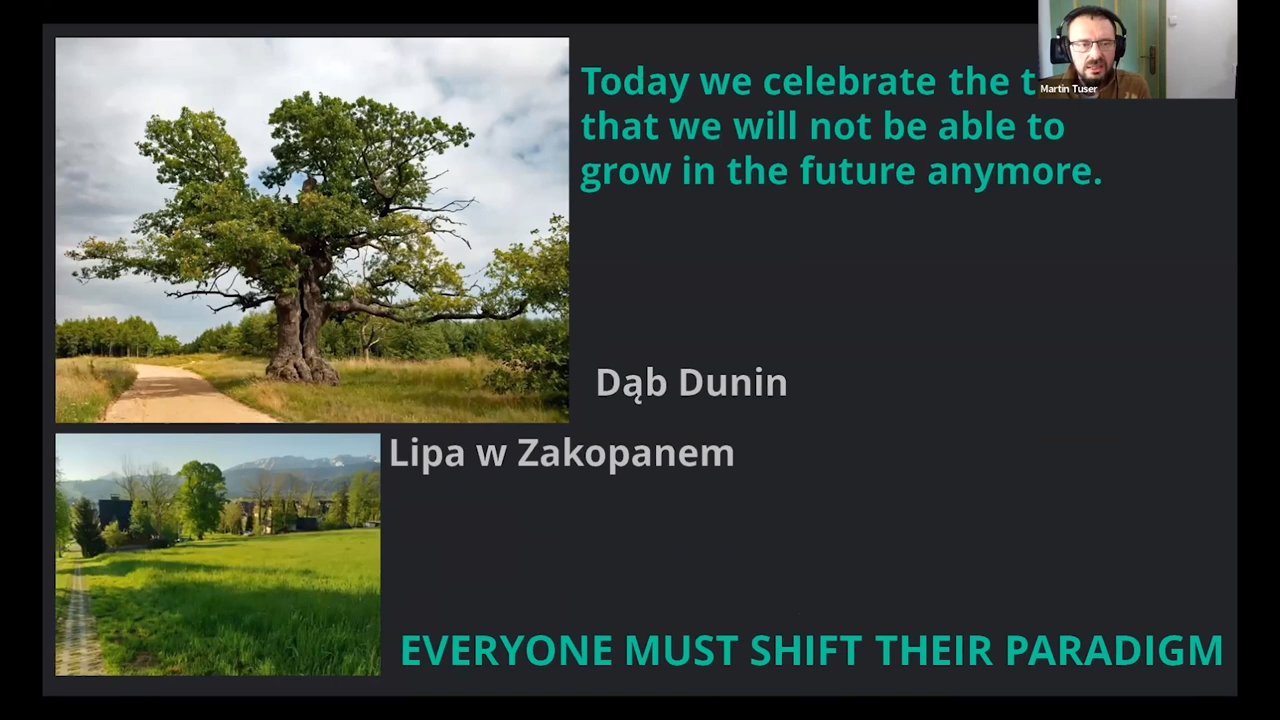 Today we celebrate the
that we will not be able to
grow in the future anymore.
Martin Tuser
Dąb Dunin
Lipa w Zakopanem
EVERYONE MUST SHIFT THEIR PARADIGM